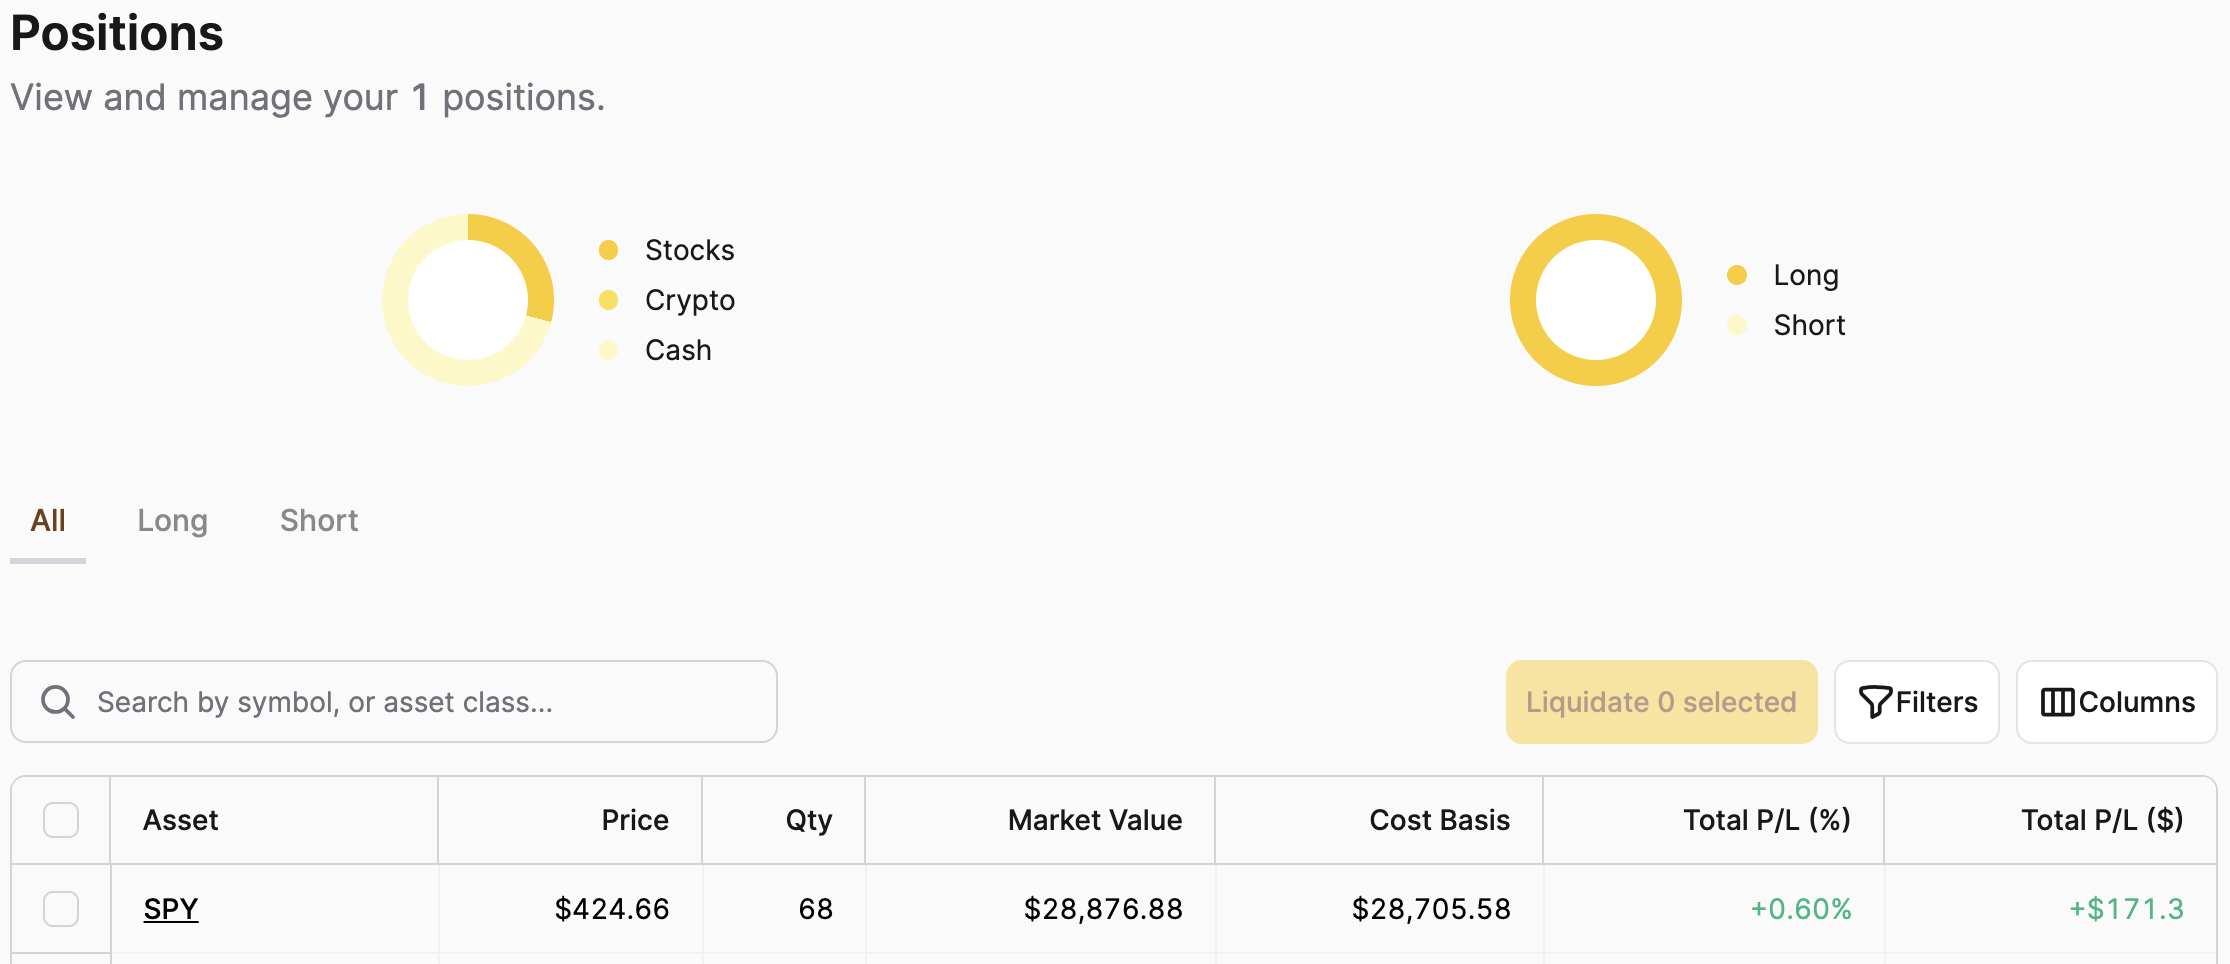 Positions
View and manage your 1 positions.
Stocks
Crypto
Cash
Long
Short
All Long Short
Search by symbol, or asset class...
Liquidate 0 selected Filters Columns
Asset Price Qty Market Value Cost Basis Total P/L (%) Total P/L ($)
SPY $424.66 68 $28,876.88 $28,705.58 +0.60% +$171.3